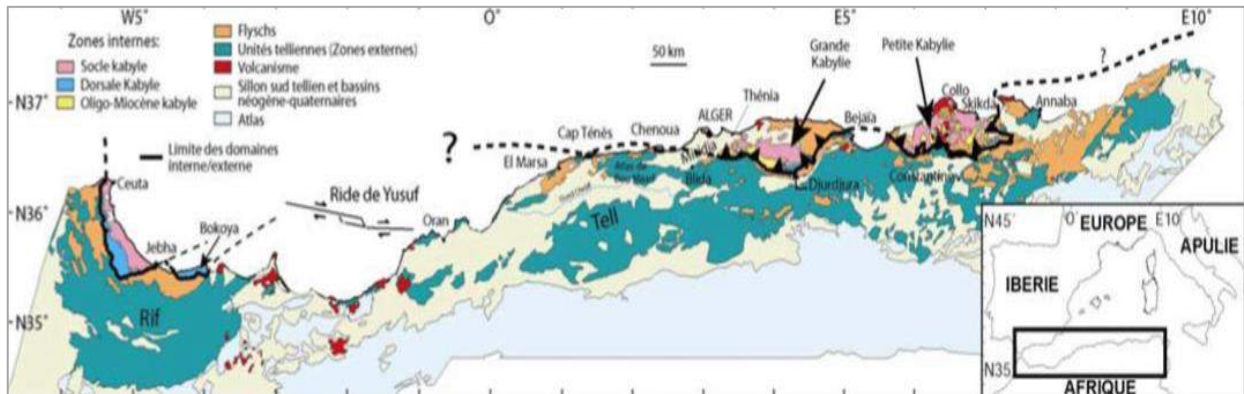 W5°
O°
E5°
E10°
Zones internes:
Socle kabyle
Dorsale Kabyle
Oligo-Miocène kabyle
Limite des domaines
interne/externe
Flyschs
Unités telliennes (Zones externes)
Volcanisme
Sillon sud tellien et bassins
néogène-quaternaires
Atlas
50 km
Grande
Kabylie
Petite Kabylie
?
N37°
N36°
N35°
Ceuta
Jebha
Bokoya
Rif
Ride de Yusuf
Oran
?
El Marsa
Cap Ténès
Chenoua
ALGER
Thénia
Mitidja
Blida
Tell
Djurdjura
Bejaïa
Collo
Skikda
Annaba
Constantine
N45°
0°
E10°
EUROPE
APULIE
IBERIE
N35°
AFRIQUE